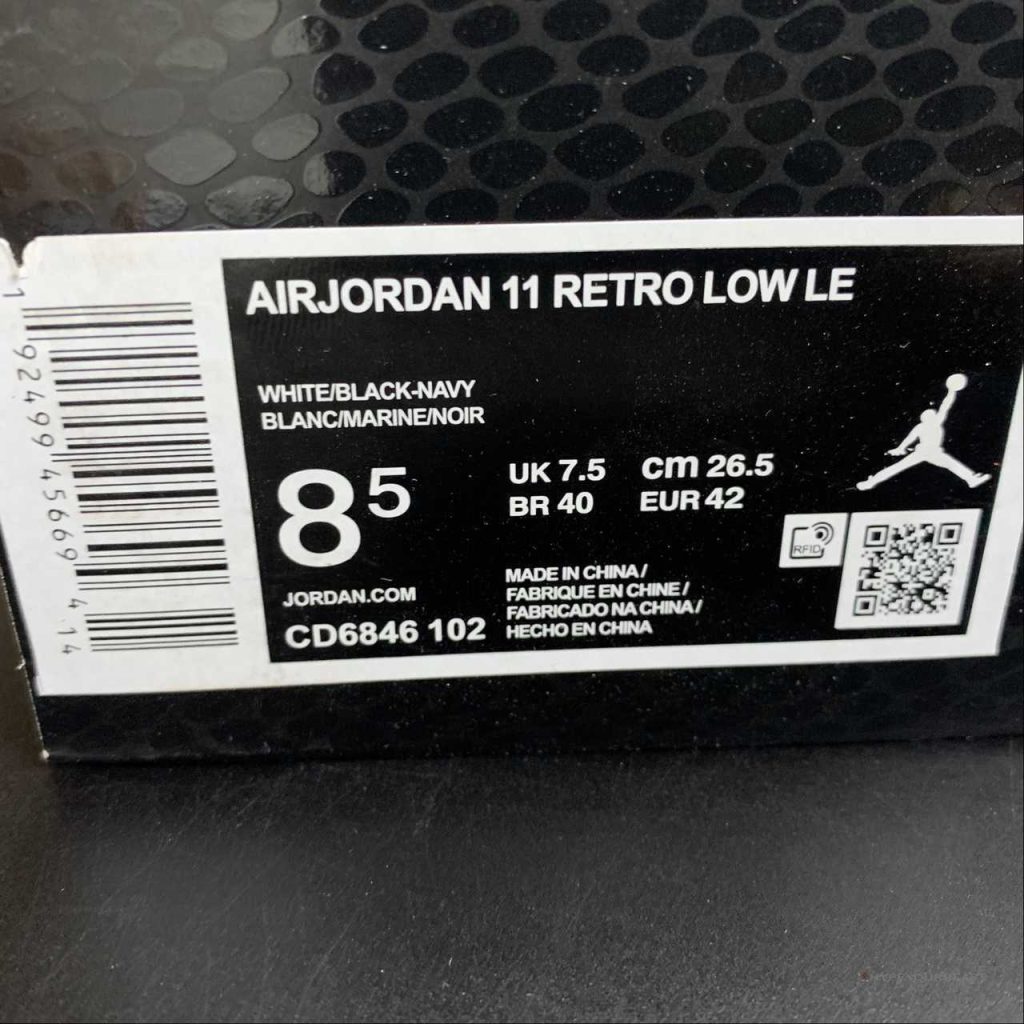 AIRJORDAN 11 RETRO LOW LE
WHITE/BLACK-NAVY
BLANC/MARINE/NOIR
8 5
UK 7.5 cm 26.5
BR 40 EUR 42
JORDAN.COM
CD6846 102
MADE IN CHINA /
FABRIQUE EN CHINE /
FABRICADO NA CHINA /
HECHO EN CHINA
RFID
1 92499 45669 4 14